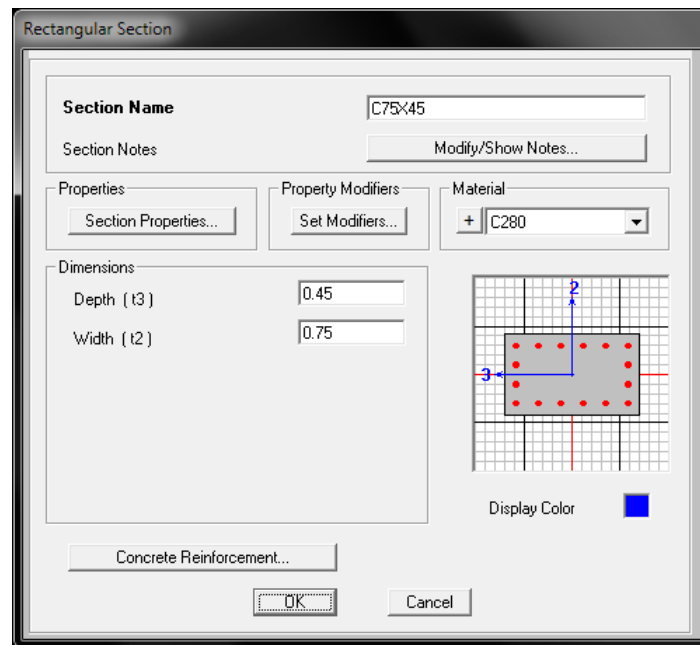 Rectangular Section
Section Name C75X45
Section Notes Modify/Show Notes...
Properties Property Modifiers Material
Section Properties... Set Modifiers... + C280
Dimensions
Depth ( t3 ) 0.45
Width ( t2 ) 0.75
2
3
Display Color
Concrete Reinforcement...
OK Cancel